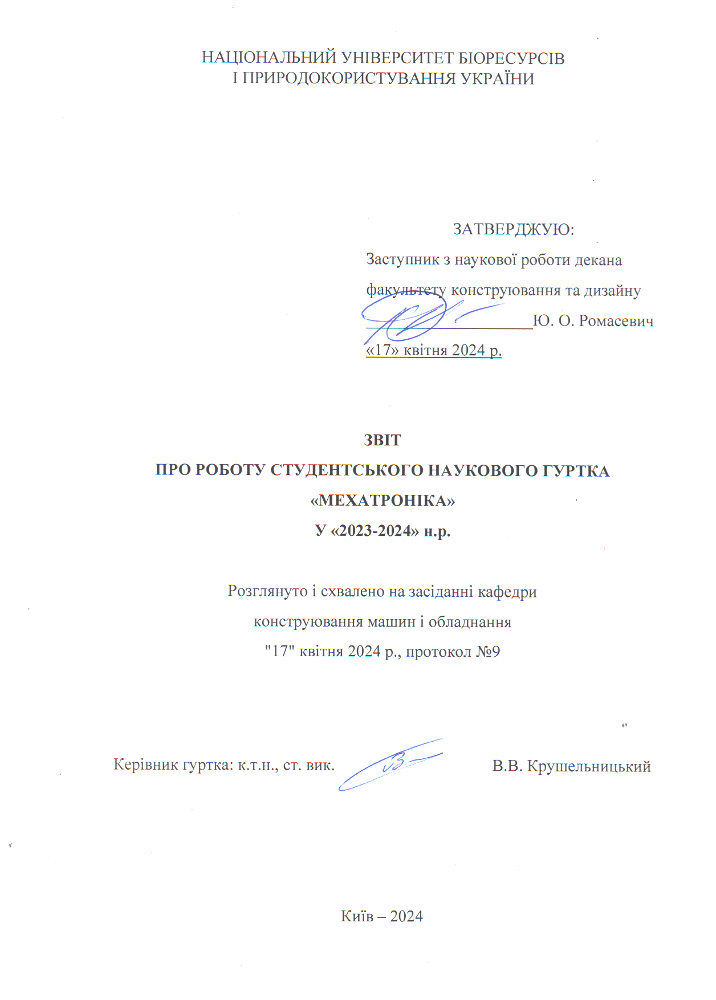 НАЦІОНАЛЬНИЙ УНІВЕРСИТЕТ БІОРЕСУРСІВ
І ПРИРОДОКОРИСТУВАННЯ УКРАЇНИ
ЗАТВЕРДЖУЮ:
Заступник з наукової роботи декана
факультету конструювання та дизайну
Ю. О. Ромасевич
«17» квітня 2024 р.
ЗВІТ
ПРО РОБОТУ СТУДЕНТСЬКОГО НАУКОВОГО ГУРТКА
«МЕХАТРОНІКА»
У «2023-2024» н.р.
Розглянуто і схвалено на засіданні кафедри
конструювання машин і обладнання
"17" квітня 2024 р., протокол №9
Керівник гуртка: к.т.н., ст. вик. В.В. Крушельницький
Київ – 2024